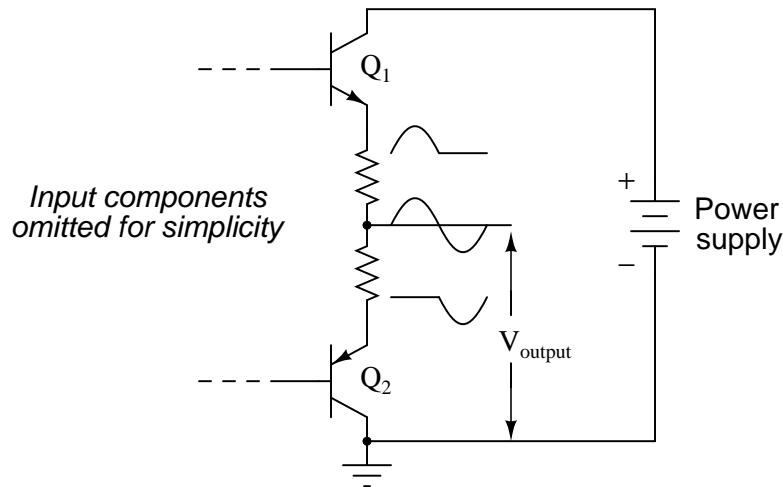 Q1
Input components
omitted for simplicity
+
Power
supply
−
Voutput
Q2